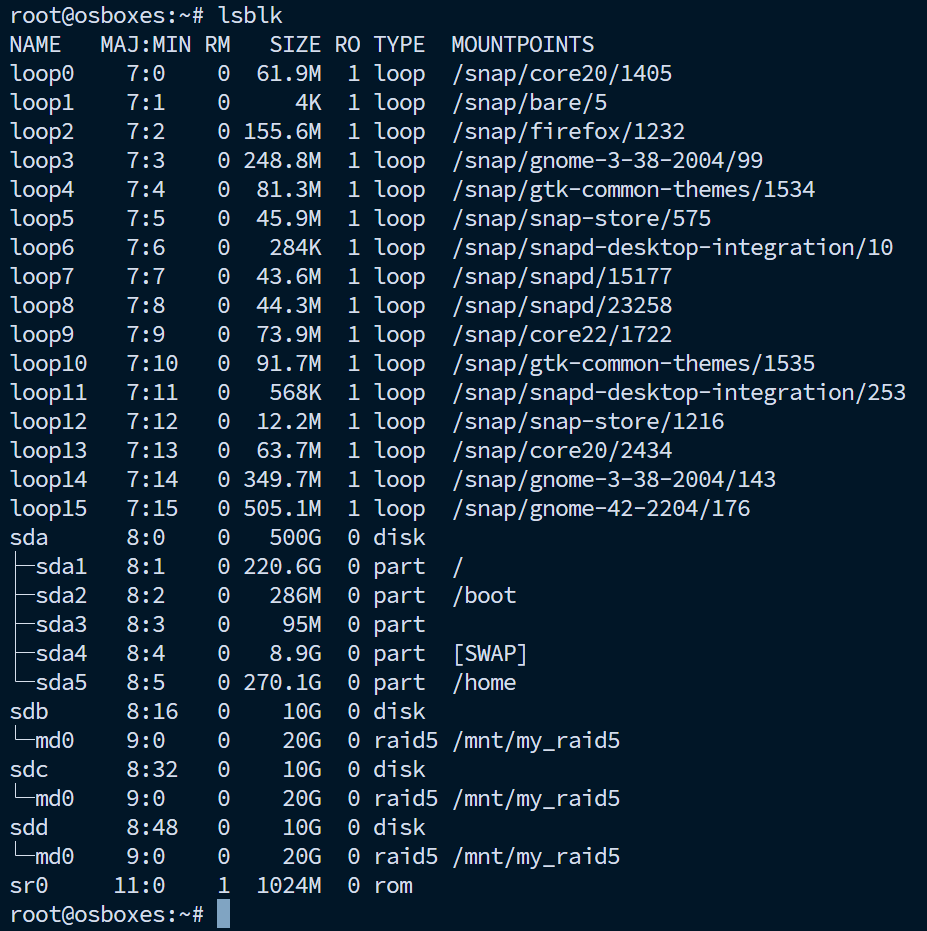 root@osboxes:~# lsblk
NAME   MAJ:MIN RM   SIZE RO TYPE  MOUNTPOINTS
loop0    7:0    0  61.9M  1 loop  /snap/core20/1405
loop1    7:1    0     4K  1 loop  /snap/bare/5
loop2    7:2    0 155.6M  1 loop  /snap/firefox/1232
loop3    7:3    0 248.8M  1 loop  /snap/gnome-3-38-2004/99
loop4    7:4    0  81.3M  1 loop  /snap/gtk-common-themes/1534
loop5    7:5    0  45.9M  1 loop  /snap/snap-store/575
loop6    7:6    0   284K  1 loop  /snap/snapd-desktop-integration/10
loop7    7:7    0  43.6M  1 loop  /snap/snapd/15177
loop8    7:8    0  44.3M  1 loop  /snap/snapd/23258
loop9    7:9    0  73.9M  1 loop  /snap/core22/1722
loop10   7:10   0  91.7M  1 loop  /snap/gtk-common-themes/1535
loop11   7:11   0   568K  1 loop  /snap/snapd-desktop-integration/253
loop12   7:12   0  12.2M  1 loop  /snap/snap-store/1216
loop13   7:13   0  63.7M  1 loop  /snap/core20/2434
loop14   7:14   0 349.7M  1 loop  /snap/gnome-3-38-2004/143
loop15   7:15   0 505.1M  1 loop  /snap/gnome-42-2204/176
sda      8:0    0   500G  0 disk
├─sda1   8:1    0 220.6G  0 part  /
├─sda2   8:2    0   286M  0 part  /boot
├─sda3   8:3    0    95M  0 part
├─sda4   8:4    0   8.9G  0 part  [SWAP]
└─sda5   8:5    0 270.1G  0 part  /home
sdb      8:16   0    10G  0 disk
└─md0    9:0    0    20G  0 raid5 /mnt/my_raid5
sdc      8:32   0    10G  0 disk
└─md0    9:0    0    20G  0 raid5 /mnt/my_raid5
sdd      8:48   0    10G  0 disk
└─md0    9:0    0    20G  0 raid5 /mnt/my_raid5
sr0     11:0    1  1024M  0 rom
root@osboxes:~#